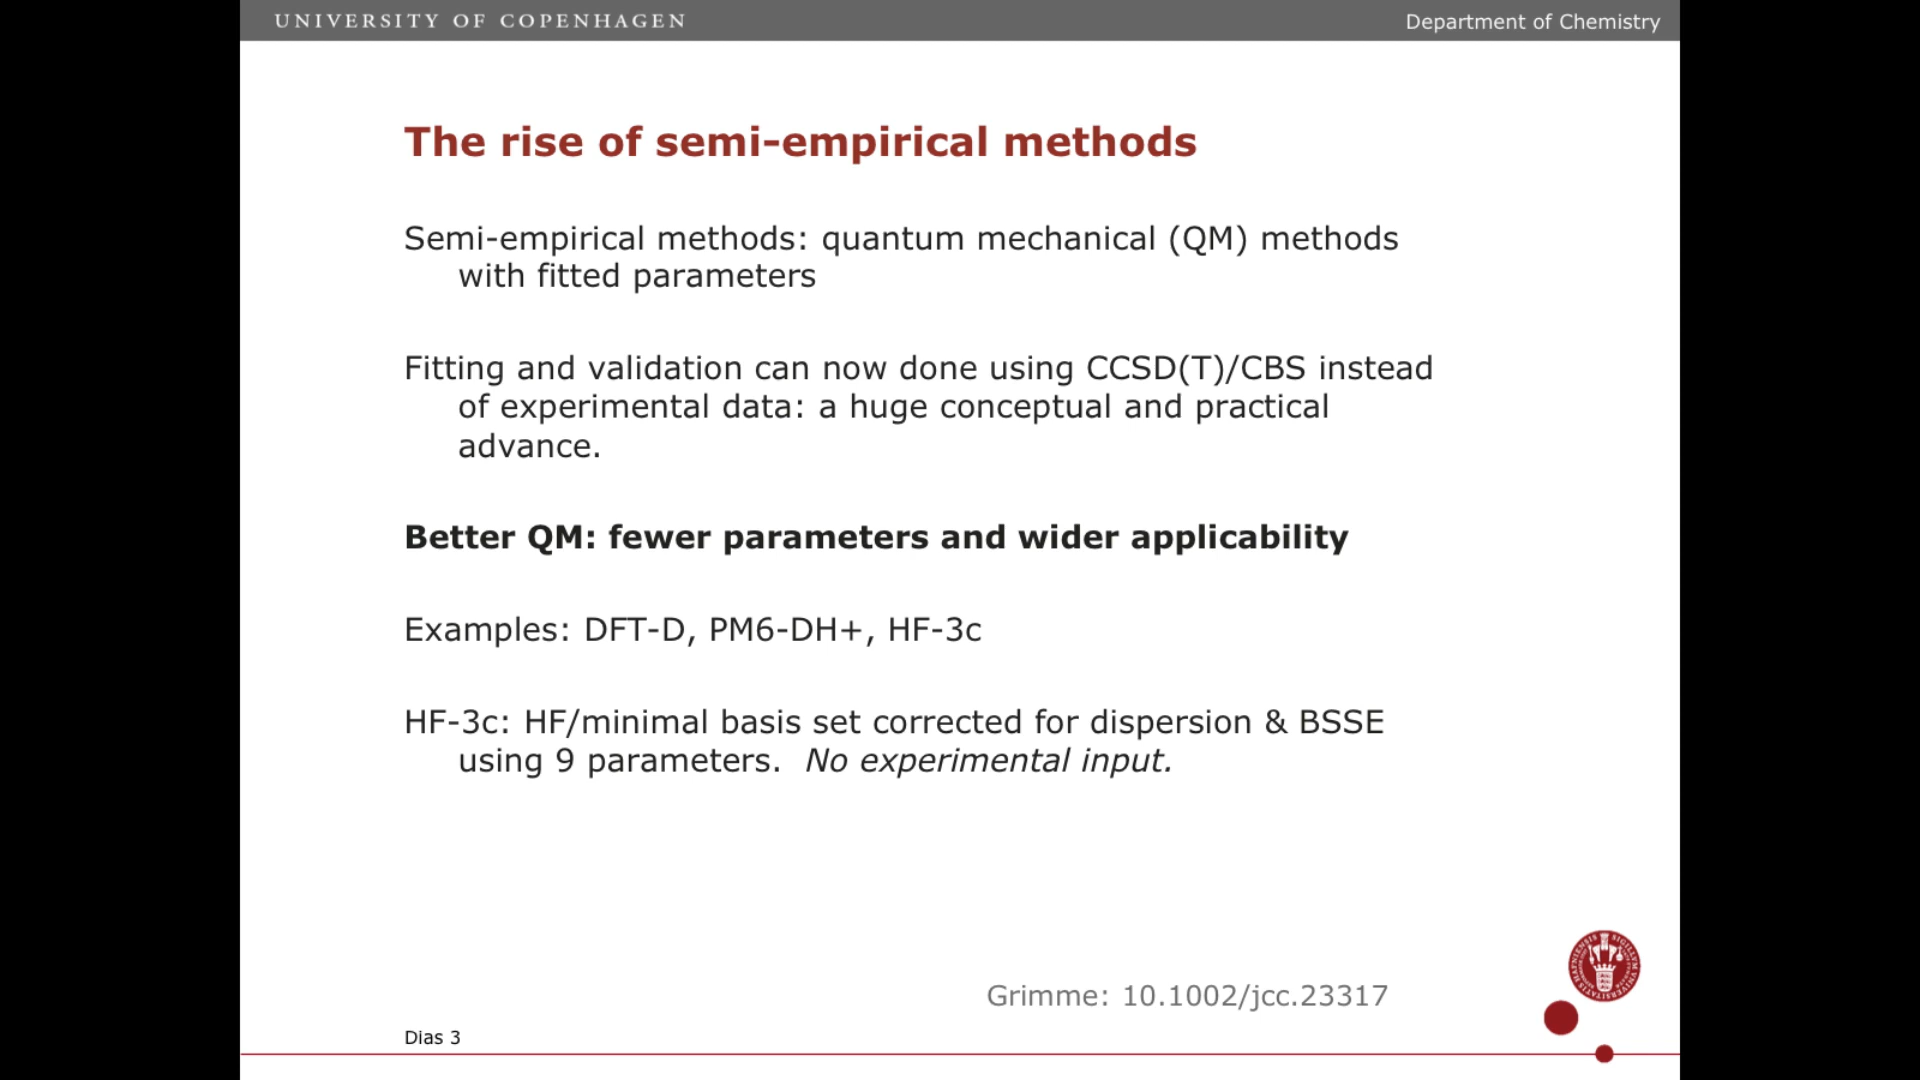 UNIVERSITY OF COPENHAGEN
Department of Chemistry
The rise of semi-empirical methods
Semi-empirical methods: quantum mechanical (QM) methods
with fitted parameters
Fitting and validation can now done using CCSD(T)/CBS instead
of experimental data: a huge conceptual and practical
advance.
Better QM: fewer parameters and wider applicability
Examples: DFT-D, PM6-DH+, HF-3c
HF-3c: HF/minimal basis set corrected for dispersion & BSSE
using 9 parameters. No experimental input.
Grimme: 10.1002/jcc.23317
Dias 3